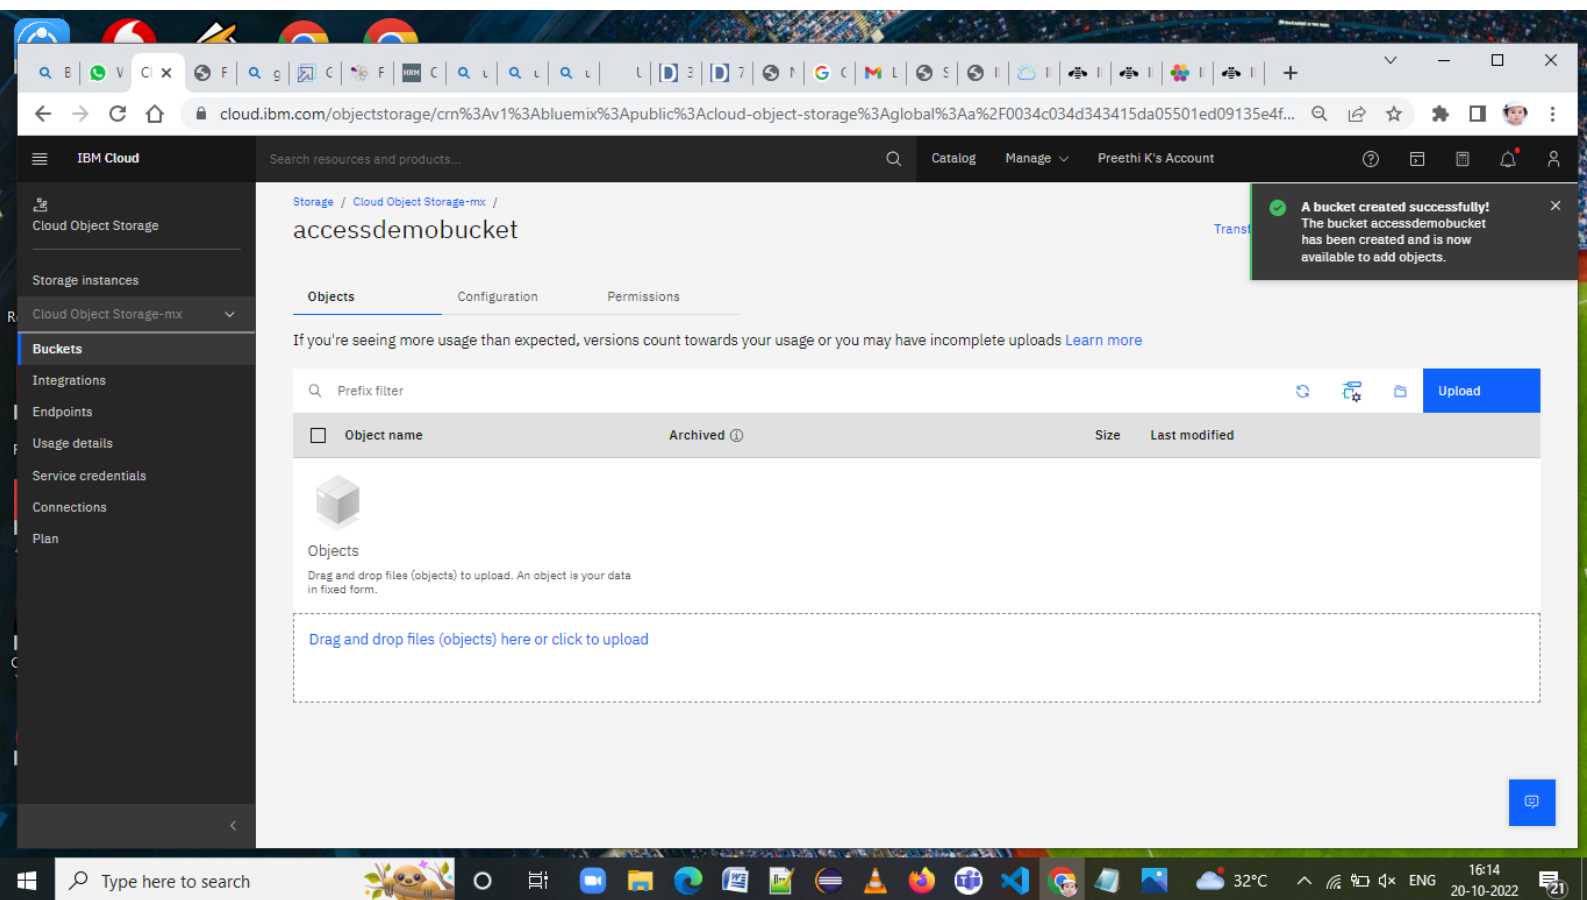 cloud.ibm.com/objectstorage/crn%3Av1%3Abluemix%3Apublic%3Acloud-object-storage%3Aglobal%3Aa%2F0034c034d343415da05501ed09135e4f...
IBM Cloud
Search resources and products...
Catalog
Manage
Preethi K's Account
Cloud Object Storage
Storage instances
Cloud Object Storage-mx
Buckets
Integrations
Endpoints
Usage details
Service credentials
Connections
Plan
Storage / Cloud Object Storage-mx /
accessdemobucket
A bucket created successfully!
The bucket accessdemobucket
has been created and is now
available to add objects.
Objects
Configuration
Permissions
If you're seeing more usage than expected, versions count towards your usage or you may have incomplete uploads Learn more
Prefix filter
Upload
Object name
Archived
Size
Last modified
Objects
Drag and drop files (objects) to upload. An object is your data
in fixed form.
Drag and drop files (objects) here or click to upload
Type here to search
32°C
ENG
16:14
20-10-2022
21